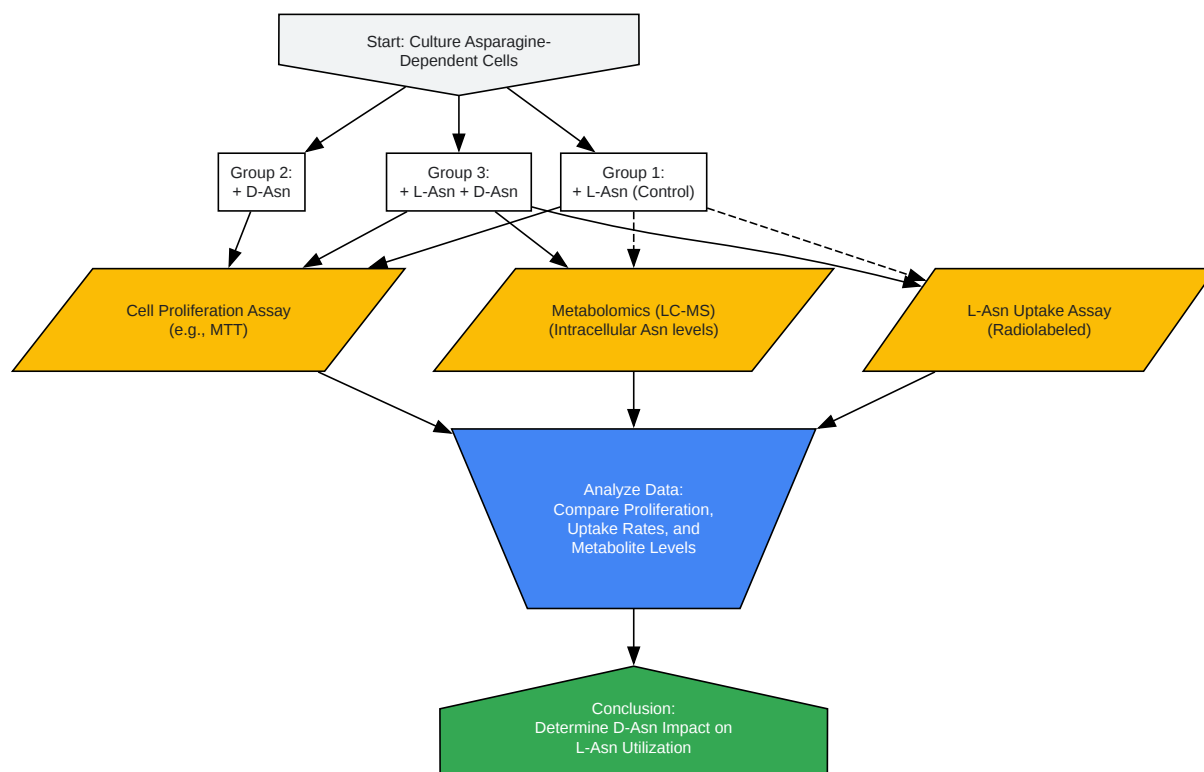 Start: Culture Asparagine-
Dependent Cells
Group 2:
+ D-Asn
Group 3:
+ L-Asn + D-Asn
Group 1:
+ L-Asn (Control)
Cell Proliferation Assay
(e.g., MTT)
Metabolomics (LC-MS)
(Intracellular Asn levels)
L-Asn Uptake Assay
(Radiolabeled)
Analyze Data:
Compare Proliferation,
Uptake Rates, and
Metabolite Levels
Conclusion:
Determine D-Asn Impact on
L-Asn Utilization